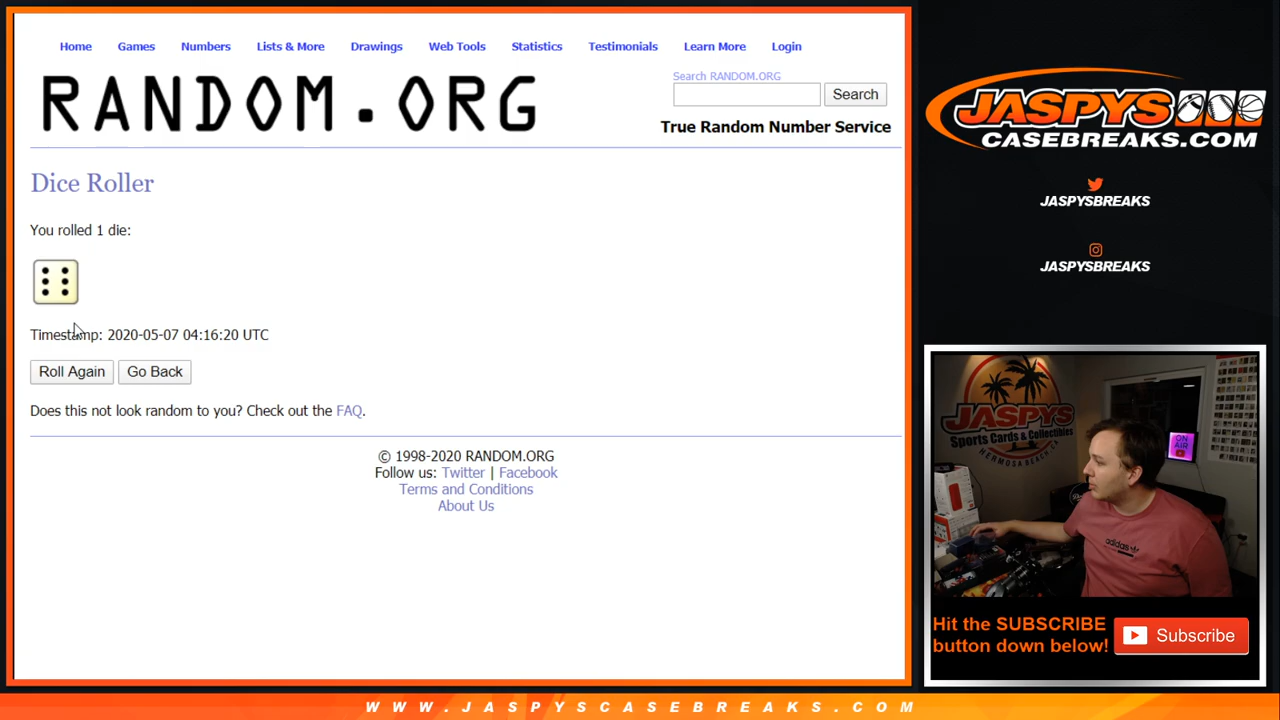 Home Games Numbers Lists & More Drawings Web Tools Statistics Testimonials Learn More Login
RANDOM.ORG
Search RANDOM.ORG
Search
True Random Number Service
Dice Roller
You rolled 1 die:
Timestamp: 2020-05-07 04:16:20 UTC
Roll Again Go Back
Does this not look random to you? Check out the FAQ.
© 1998-2020 RANDOM.ORG
Follow us: Twitter | Facebook
Terms and Conditions
About Us
JASPYS
CASEBREAKS.COM
JASPYSBREAKS
JASPYSBREAKS
JASPYS
Sports Cards & Collectibles
HERMOSA BEACH, CA
ON
AIR
adidas
Hit the SUBSCRIBE
button down below!
Subscribe
WWW.JASPYSCASEBREAKS.COM